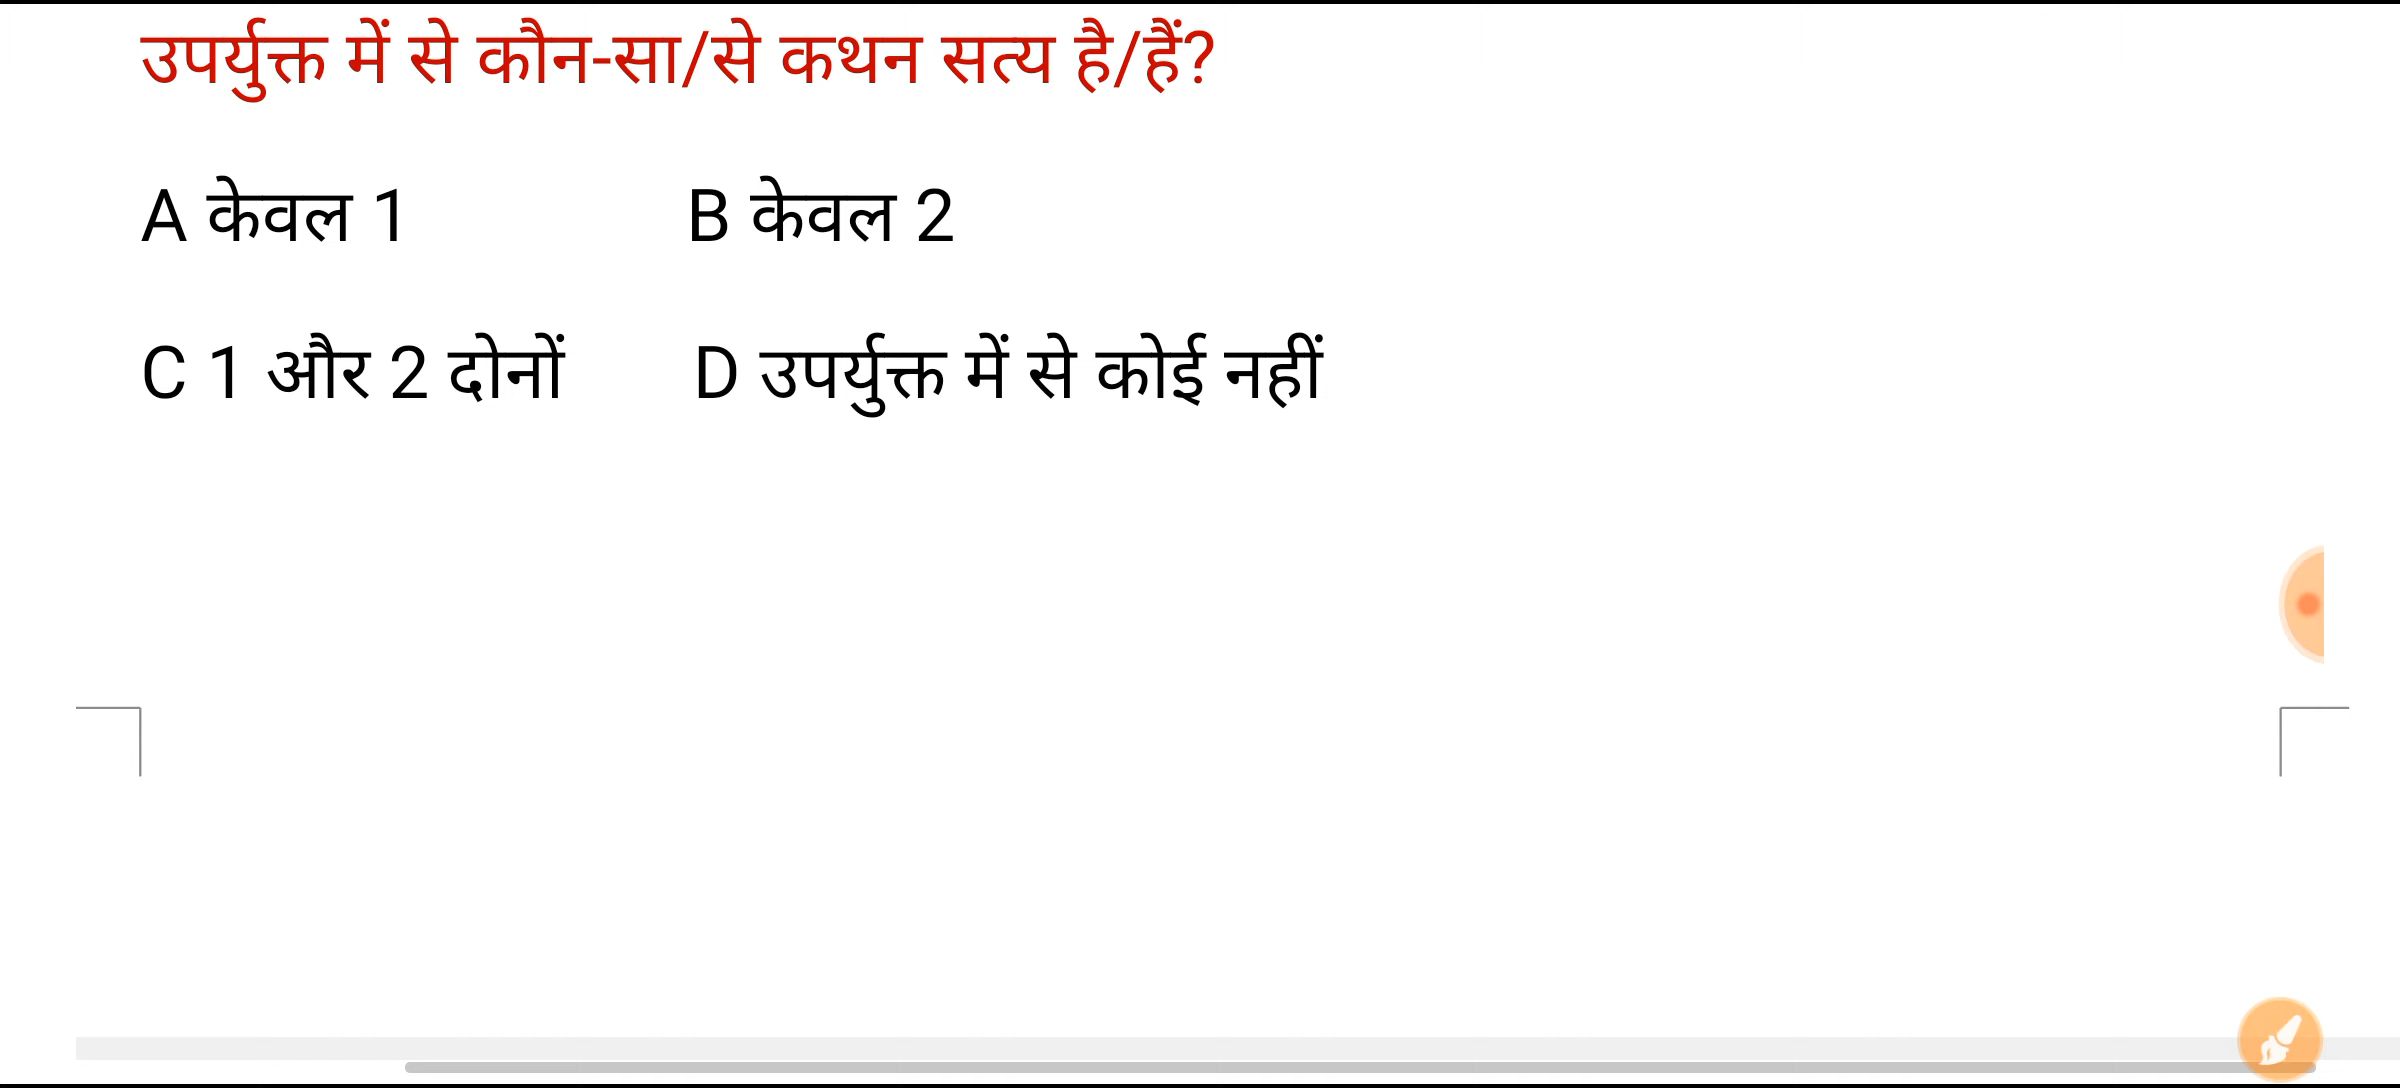 उपर्युक्त में से कौन-सा/से कथन सत्य है/हैं?
A केवल 1 B केवल 2
C 1 और 2 दोनों D उपर्युक्त में से कोई नहीं